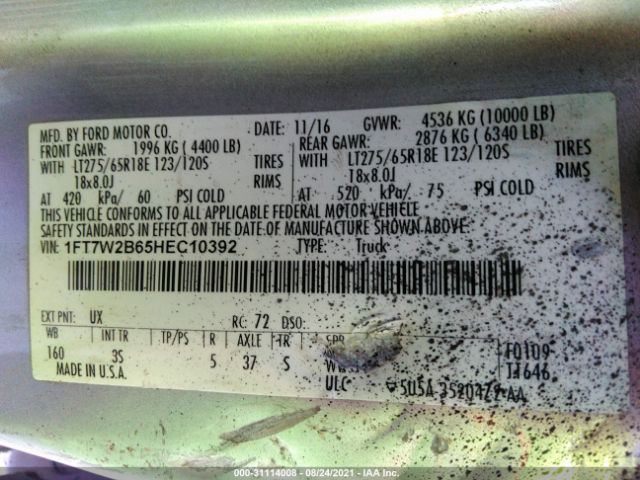 MFD. BY FORD MOTOR CO. DATE: 11/16 GVWR: 4536 KG (10000 LB)
FRONT GAWR: 1996 KG ( 4400 LB) REAR GAWR: 2876 KG ( 6340 LB)
WITH LT275/65R18E 123/120S TIRES WITH LT275/65R18E 123/120S TIRES
18x8.0J RIMS 18x8.0J RIMS
AT 420 kPa/ 60 PSI COLD AT 520 kPa/ 75 PSI COLD
THIS VEHICLE CONFORMS TO ALL APPLICABLE FEDERAL MOTOR VEHICLE
SAFETY STANDARDS IN EFFECT ON THE DATE OF MANUFACTURE SHOWN ABOVE.
VIN: 1FT7W2B65HEC10392 TYPE: Truck
EXT PNT: UX RC: 72 DSO:
WB INT TR TP/PS R AXLE TR SPR
160 3S 5 37 S
F0109
T1646
MADE IN U.S.A.
ULC 5U5A-3520472-AA
000-31114008 - 08/24/2021 - IAA Inc.